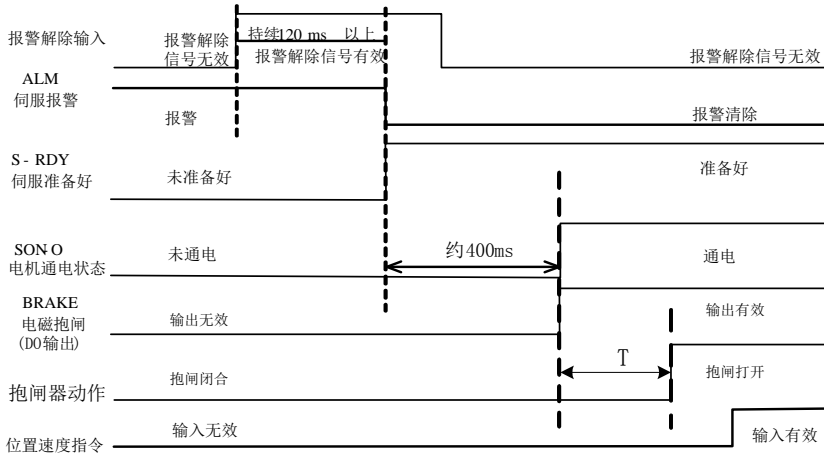 报警解除输入
报警解除
信号无效
持续120 ms 以上
报警解除信号有效
报警解除信号无效
ALM
伺服报警
报警
报警清除
S- RDY
伺服准备好
未准备好
准备好
SON-O
电机通电状态
未通电
约400ms
通电
BRAKE
电磁抱闸
(DO输出)
输出无效
输出有效
T
抱闸器动作
抱闸闭合
抱闸打开
位置速度指令
输入无效
输入有效